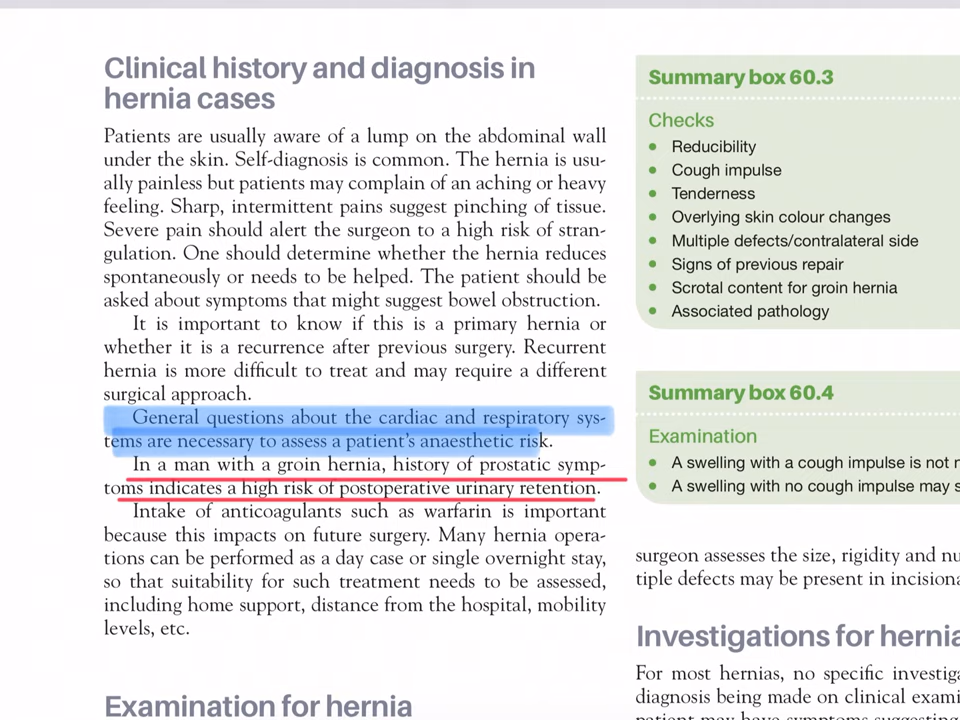 Clinical history and diagnosis in
hernia cases
Patients are usually aware of a lump on the abdominal wall
under the skin. Self-diagnosis is common. The hernia is usu-
ally painless but patients may complain of an aching or heavy
feeling. Sharp, intermittent pains suggest pinching of tissue.
Severe pain should alert the surgeon to a high risk of stran-
gulation. One should determine whether the hernia reduces
spontaneously or needs to be helped. The patient should be
asked about symptoms that might suggest bowel obstruction.
It is important to know if this is a primary hernia or
whether it is a recurrence after previous surgery. Recurrent
hernia is more difficult to treat and may require a different
surgical approach.
General questions about the cardiac and respiratory sys-
tems are necessary to assess a patient's anaesthetic risk.
In a man with a groin hernia, history of prostatic symp-
toms indicates a high risk of postoperative urinary retention.
Intake of anticoagulants such as warfarin is important
because this impacts on future surgery. Many hernia opera-
tions can be performed as a day case or single overnight stay,
so that suitability for such treatment needs to be assessed,
including home support, distance from the hospital, mobility
levels, etc.
Examination for hernia
Summary box 60.3
Checks
• Reducibility
• Cough impulse
• Tenderness
• Overlying skin colour changes
• Multiple defects/contralateral side
• Signs of previous repair
• Scrotal content for groin hernia
• Associated pathology
Summary box 60.4
Examination
• A swelling with a cough impulse is not
• A swelling with no cough impulse may
surgeon assesses the size, rigidity and
tiple defects may be present in
Investigations for
For most hernias, no specific
diagnosis being made on clinical
patient may have symptoms